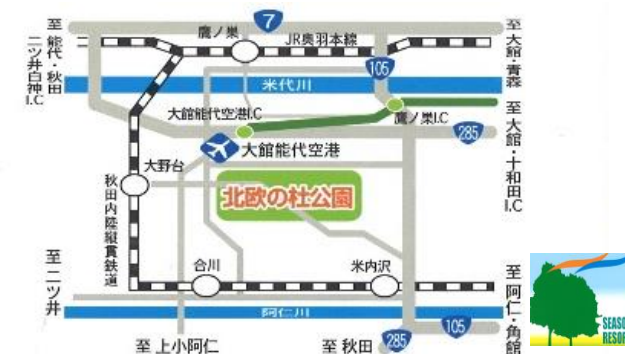 7
至能代・秋田
二ツ井白神I.C
鷹ノ巣
JR奥羽本線
至大館・青森
105
米代川
大館能代空港I.C
鷹ノ巣I.C
285
至大館・十和田I.C
大館能代空港
大野台
北欧の杜公園
秋田内陸縦貫鉄道
合川
米内沢
至二ツ井
阿仁川
105
至阿仁・角館
至上小阿仁
至秋田
285
SEASO
RESOR